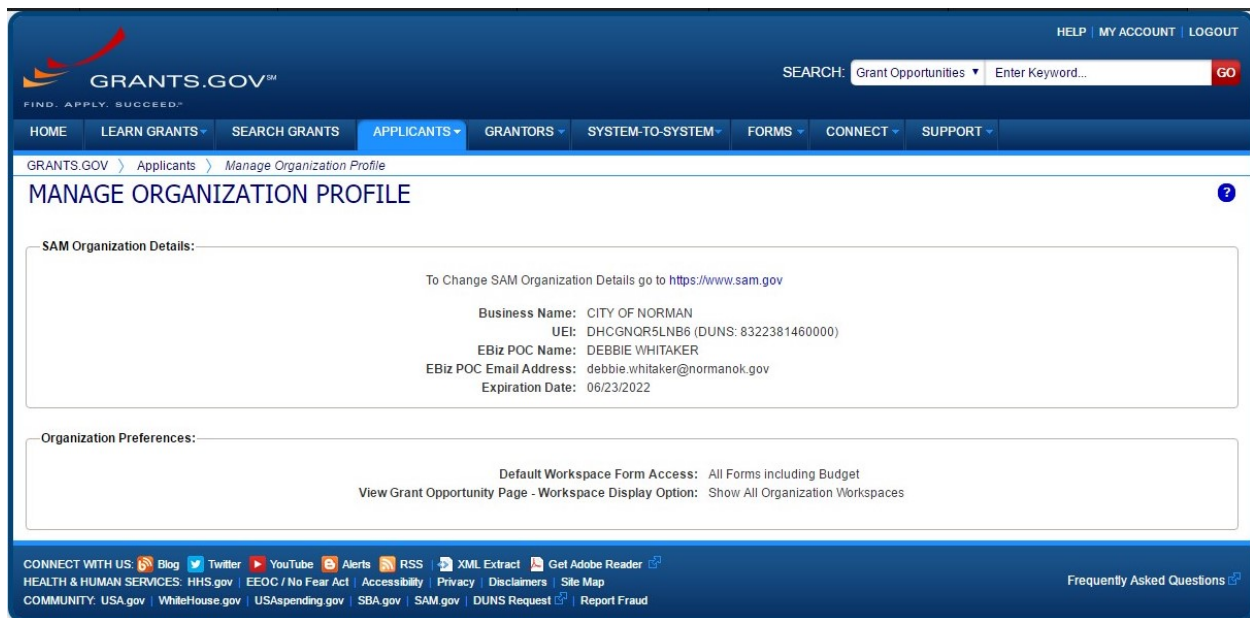 HELP | MY ACCOUNT | LOGOUT
GRANTS.GOV℠
FIND. APPLY. SUCCEED.℠
SEARCH: Grant Opportunities ▼ Enter Keyword... GO
HOME LEARN GRANTS SEARCH GRANTS APPLICANTS GRANTORS SYSTEM-TO-SYSTEM FORMS CONNECT SUPPORT
GRANTS.GOV 〉 Applicants 〉 Manage Organization Profile
MANAGE ORGANIZATION PROFILE ?
SAM Organization Details:
To Change SAM Organization Details go to https://www.sam.gov
Business Name: CITY OF NORMAN
UEI: DHCGNQR5LNB6 (DUNS: 8322381460000)
EBiz POC Name: DEBBIE WHITAKER
EBiz POC Email Address: debbie.whitaker@normanok.gov
Expiration Date: 06/23/2022
Organization Preferences:
Default Workspace Form Access: All Forms including Budget
View Grant Opportunity Page - Workspace Display Option: Show All Organization Workspaces
CONNECT WITH US: Blog Twitter YouTube Alerts RSS | XML Extract Get Adobe Reader
HEALTH & HUMAN SERVICES: HHS.gov | EEOC / No Fear Act | Accessibility | Privacy | Disclaimers | Site Map
COMMUNITY: USA.gov | WhiteHouse.gov | USAspending.gov | SBA.gov | SAM.gov | DUNS Request | Report Fraud
Frequently Asked Questions